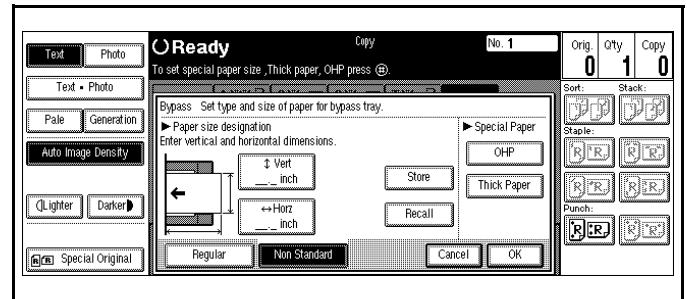 Text Photo
Text • Photo
Pale Generation
Auto Image Density
Lighter Darker
Special Original
Ready Copy No. 1
To set special paper size ,Thick paper, OHP press (#).
Bypass Set type and size of paper for bypass tray.
►Paper size designation
Enter vertical and horizontal dimensions.
↕ Vert
__._ inch
↔Horz
__._ inch
Store
Recall
►Special Paper
OHP
Thick Paper
Regular Non Standard Cancel OK
Orig. Q'ty Copy
0 1 0
Sort: Stack:
Staple:
Punch: